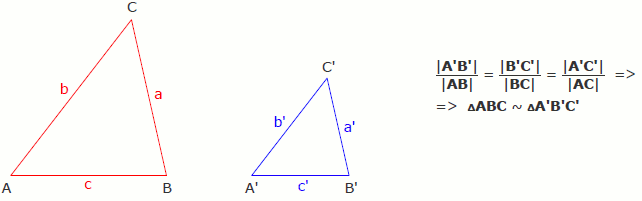 C
b
a
A
c
B
C'
b'
a'
A'
c'
B'
|A'B'| / |AB| = |B'C'| / |BC| = |A'C'| / |AC| =>
=> ΔABC ~ ΔA'B'C'